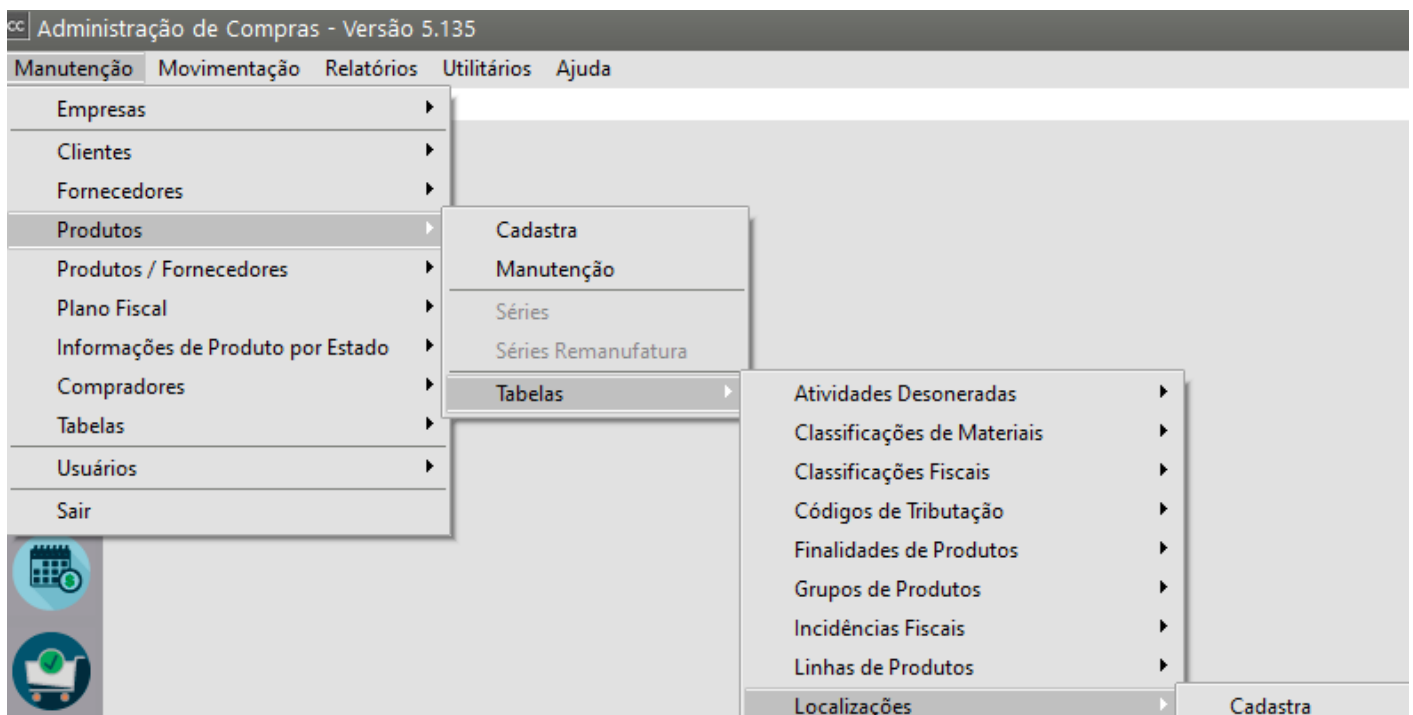 cc Administração de Compras - Versão 5.135
Manutenção Movimentação Relatórios Utilitários Ajuda
Empresas
Clientes
Fornecedores
Produtos
Produtos / Fornecedores
Plano Fiscal
Informações de Produto por Estado
Compradores
Tabelas
Usuários
Sair
Cadastra
Manutenção
Séries
Séries Remanufatura
Tabelas
Atividades Desoneradas
Classificações de Materiais
Classificações Fiscais
Códigos de Tributação
Finalidades de Produtos
Grupos de Produtos
Incidências Fiscais
Linhas de Produtos
Localizações
Cadastra